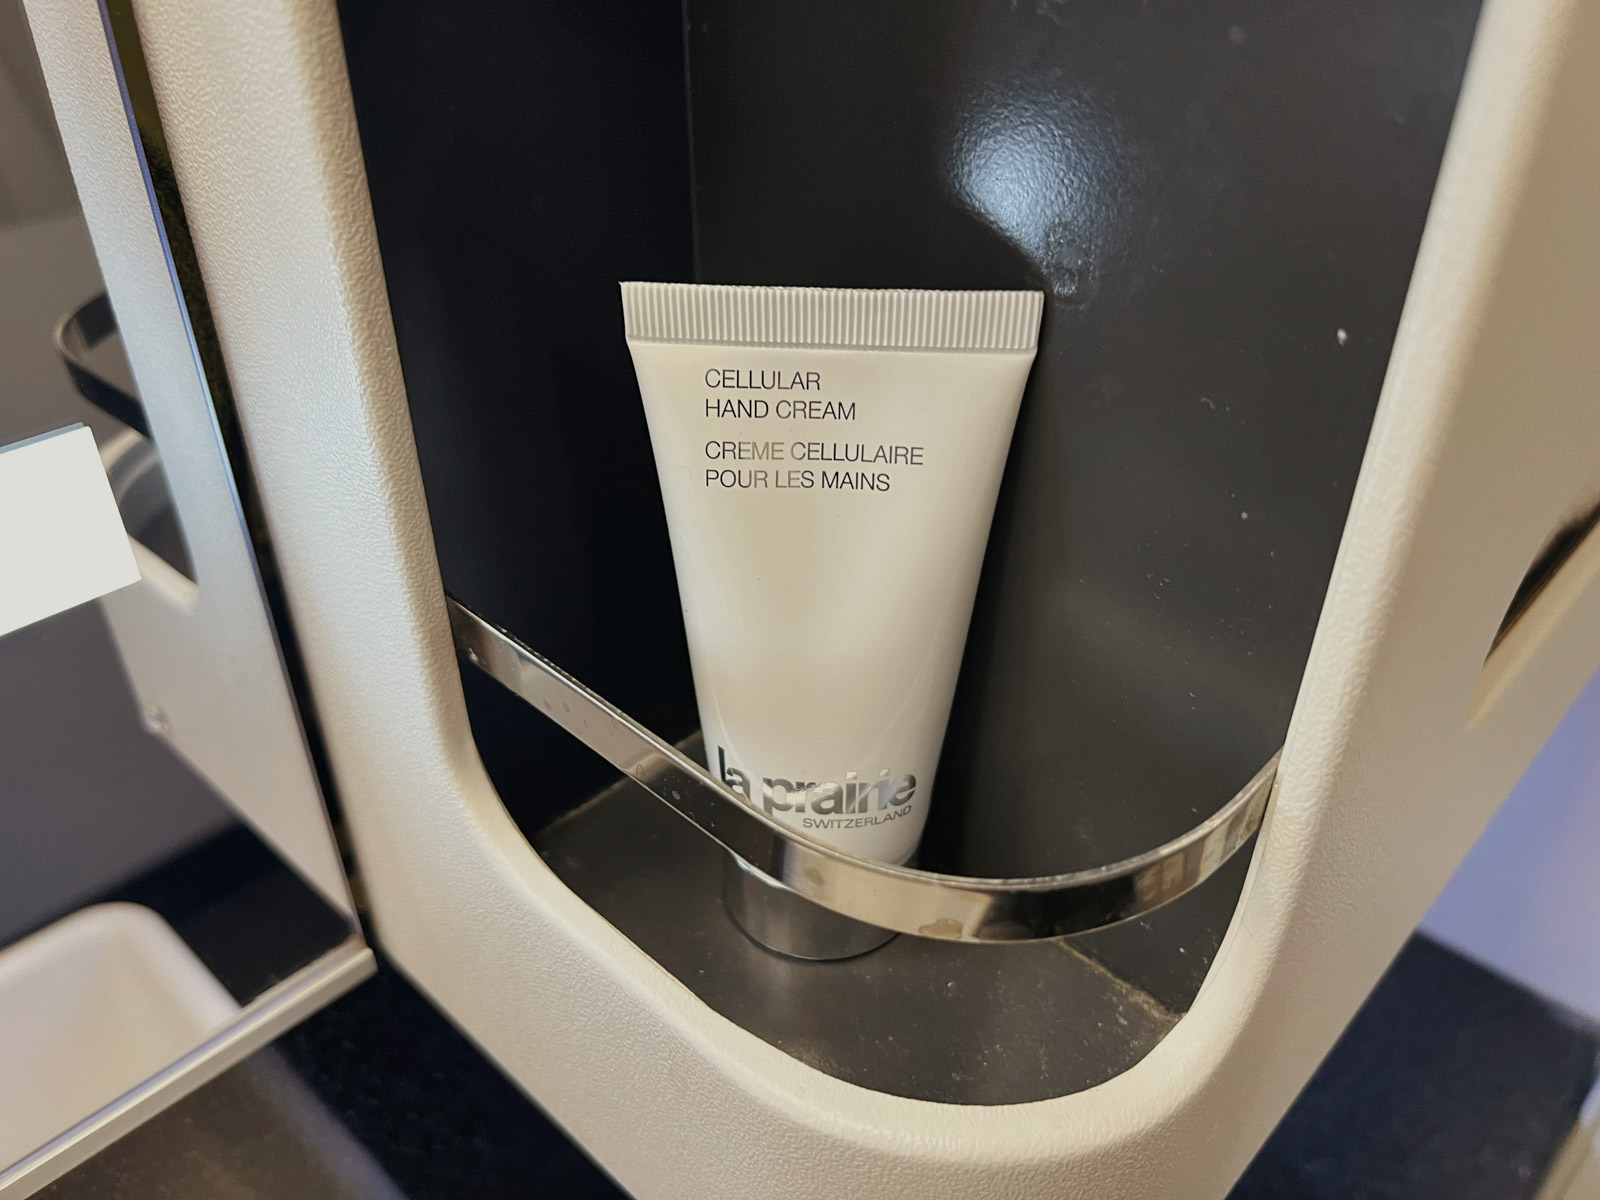 CELLULAR
HAND CREAM
CREME CELLULAIRE
POUR LES MAINS
la prairie
SWITZERLAND